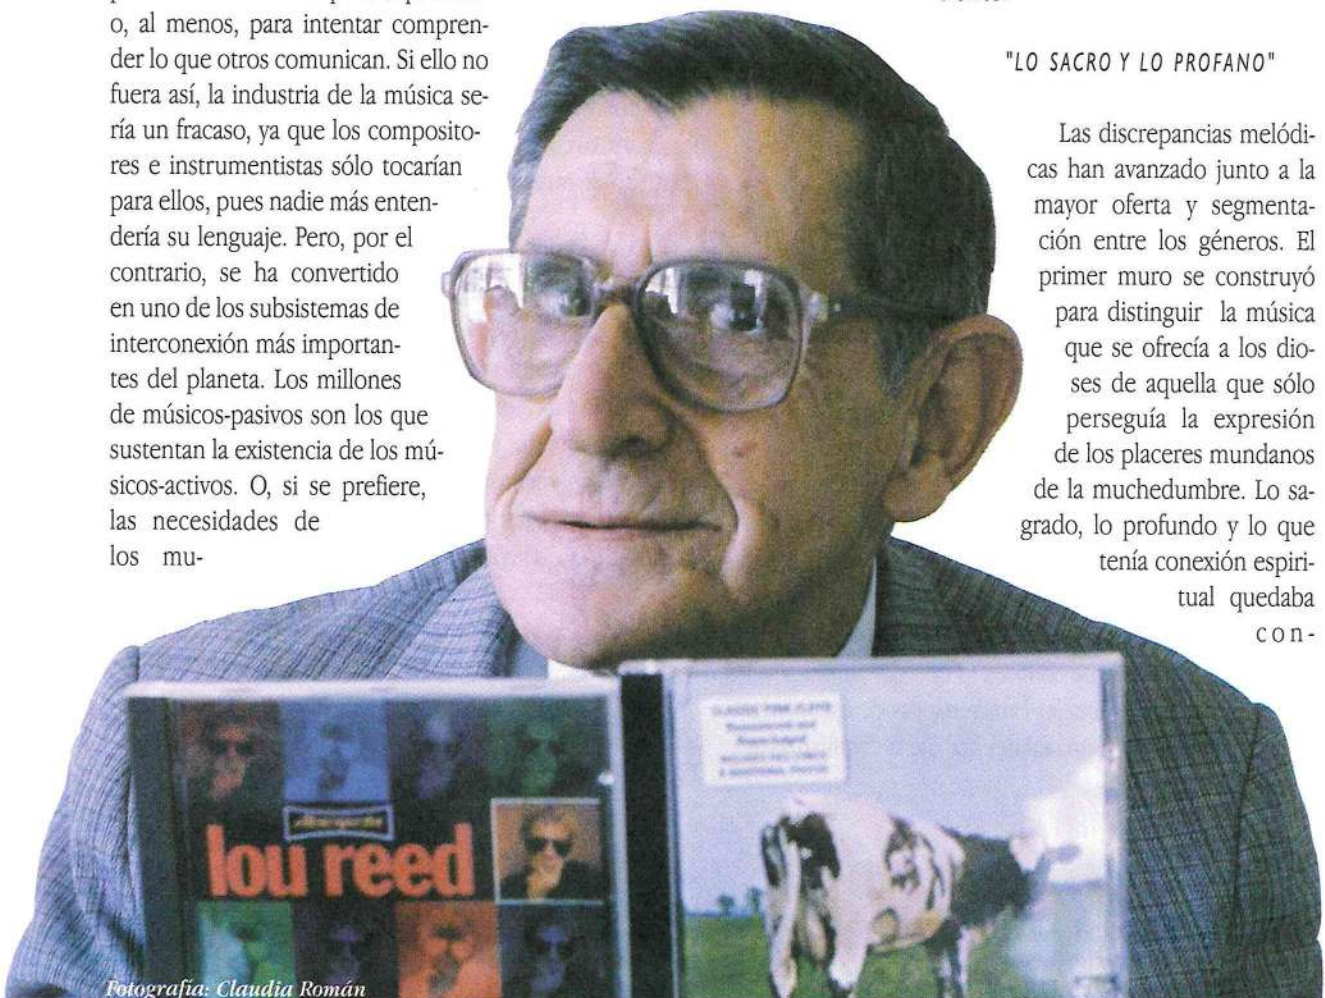 o, al menos, para intentar compren-
der lo que otros comunican. Si ello no
fuera así, la industria de la música se-
ría un fracaso, ya que los composito-
res e instrumentistas sólo tocarían
para ellos, pues nadie más enten-
dería su lenguaje. Pero, por el
contrario, se ha convertido
en uno de los subsistemas de
interconexión más importan-
tes del planeta. Los millones
de músicos-pasivos son los que
sustentan la existencia de los mú-
sicos-activos. O, si se prefiere,
las necesidades de
los mu-
"LO SACRO Y LO PROFANO"
Las discrepancias melódi-
cas han avanzado junto a la
mayor oferta y segmenta-
ción entre los géneros. El
primer muro se construyó
para distinguir la música
que se ofrecía a los dio-
ses de aquella que sólo
perseguía la expresión
de los placeres mundanos
de la muchedumbre. Lo sa-
grado, lo profundo y lo que
tenía conexión espiri-
tual quedaba
con-
lou reed
CLASSIC PINK FLOYD
Fotografía: Claudia Román